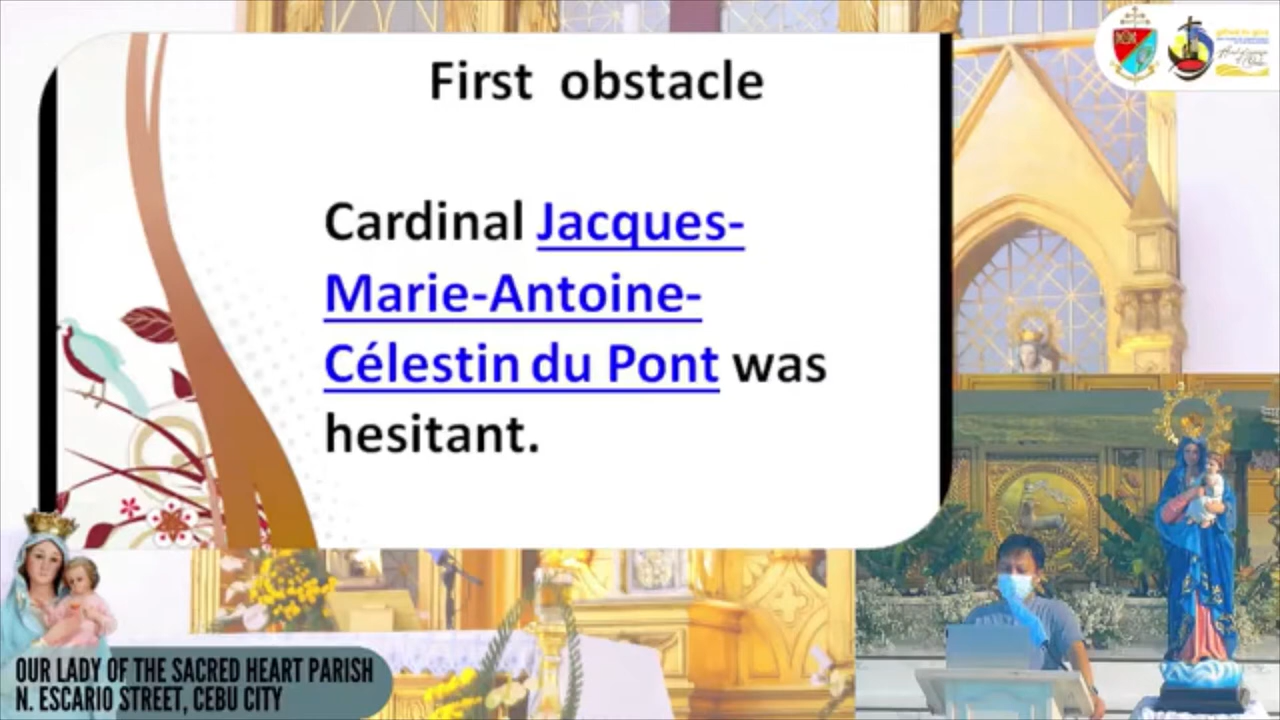 First obstacle
Cardinal Jacques-
Marie-Antoine-
Célestin du Pont was
hesitant.
OUR LADY OF THE SACRED HEART PARISH
N. ESCARIO STREET, CEBU CITY